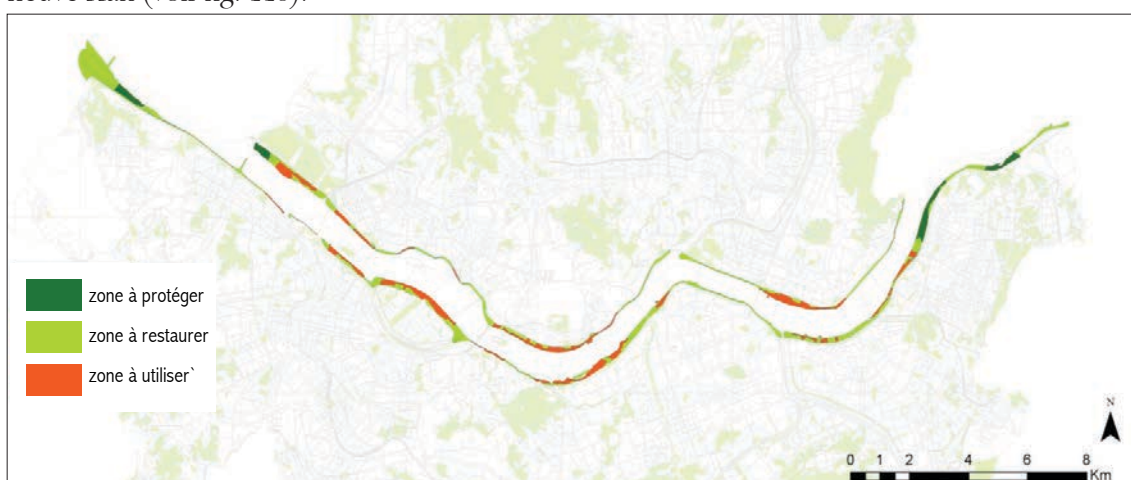 zone à protéger
zone à restaurer
zone à utiliser`
N
0 1 2 4 6 8
Km